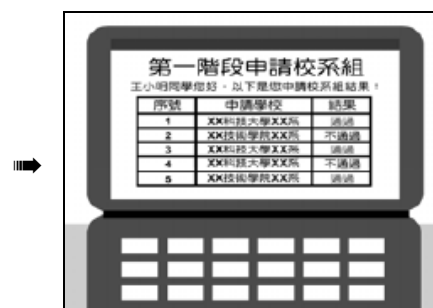 第一階段申請校系組
王小明同學您好，以下是您申請校系組結果：
序號 申請學校 結果
1 XX科技大學XX系 通過
2 XX技術學院XX系 不通過
3 XX科技大學XX系 通過
4 XX科技大學XX系 不通過
5 XX技術學院XX系 通過